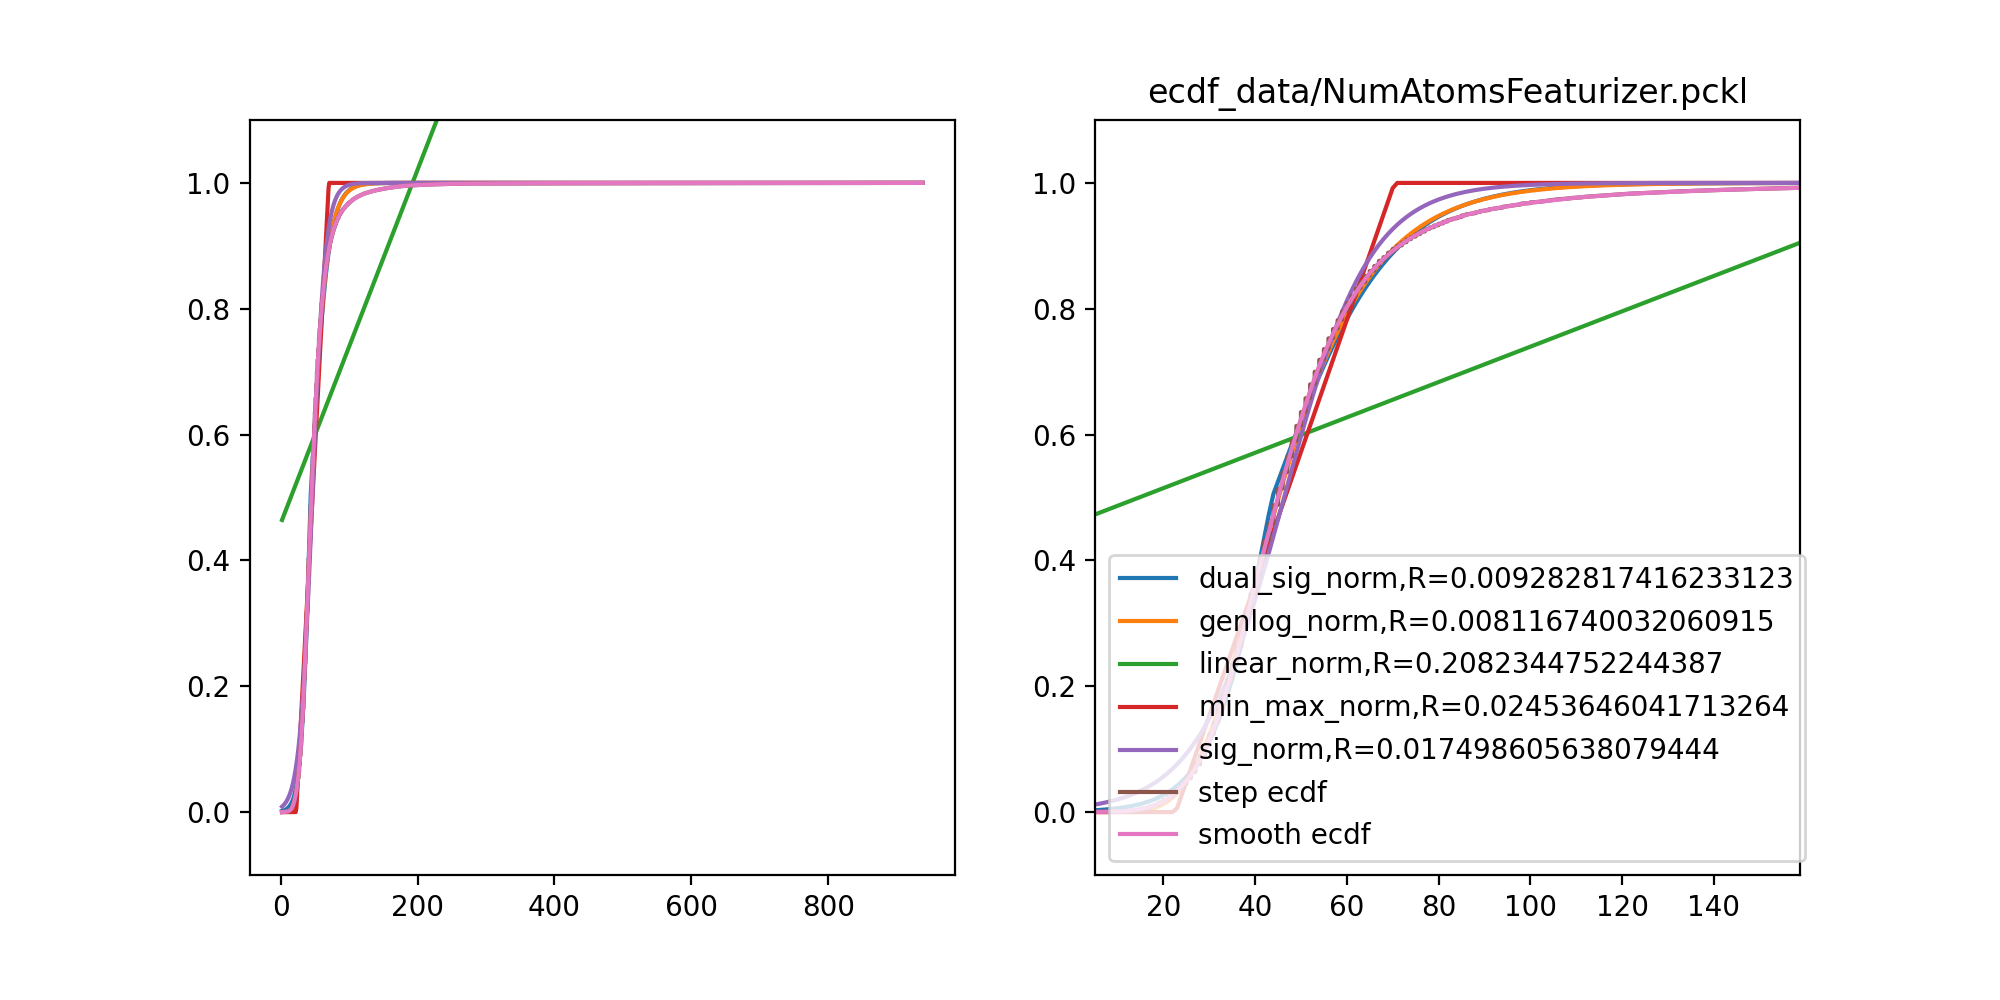 ecdf_data/NumAtomsFeaturizer.pckl
1.0
0.8
0.6
0.4
0.2
0.0
0 200 400 600 800
1.0
0.8
0.6
0.4
0.2
0.0
20 40 60 80 100 120 140
dual_sig_norm,R=0.009282817416233123
genlog_norm,R=0.008116740032060915
linear_norm,R=0.2082344752244387
min_max_norm,R=0.02453646041713264
sig_norm,R=0.017498605638079444
step ecdf
smooth ecdf